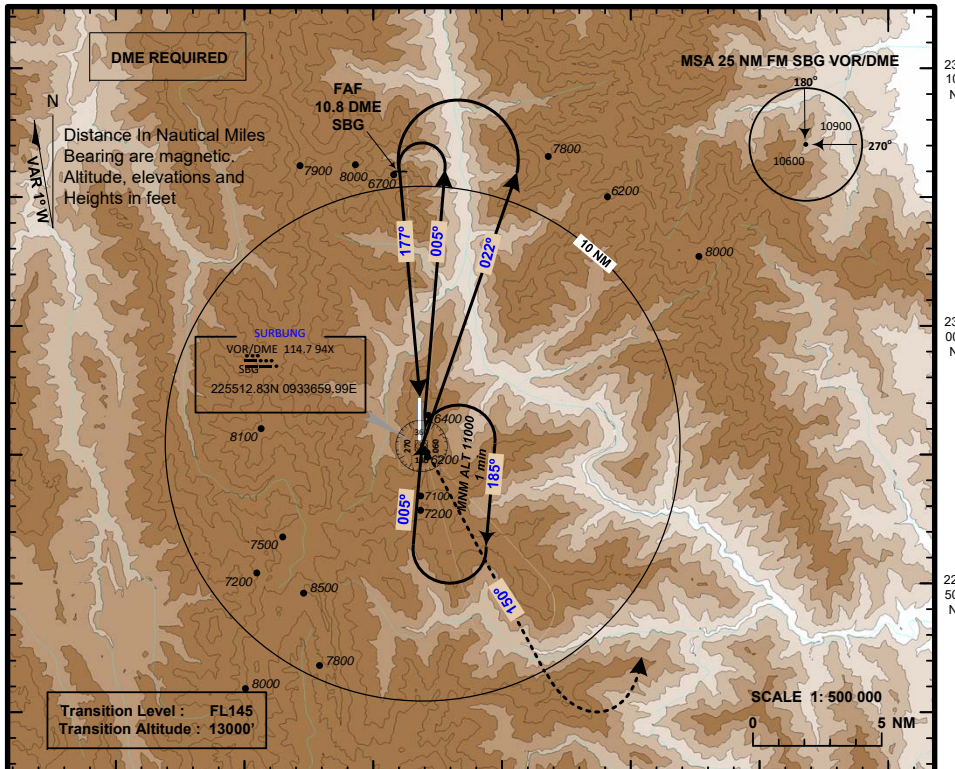 DME REQUIRED
MSA 25 NM FM SBG VOR/DME
180°
10900
270°
10600
N
VAR 1° W
Distance In Nautical Miles
Bearing are magnetic.
Altitude, elevations and
Heights in feet
FAF
10.8 DME
SBG
7900
8000
6700
7800
6200
8000
177°
005°
022°
10 NM
SURBUNG
VOR/DME 114.7 94X
SBG
225512.83N 0933659.99E
8100
6400
270
6200
MNM ALT 11000
1 min
185°
005°
7100
7200
7500
7200
8500
150°
7800
8000
Transition Level : FL145
Transition Altitude : 13000'
SCALE 1: 500 000
0 5 NM
N
N
N